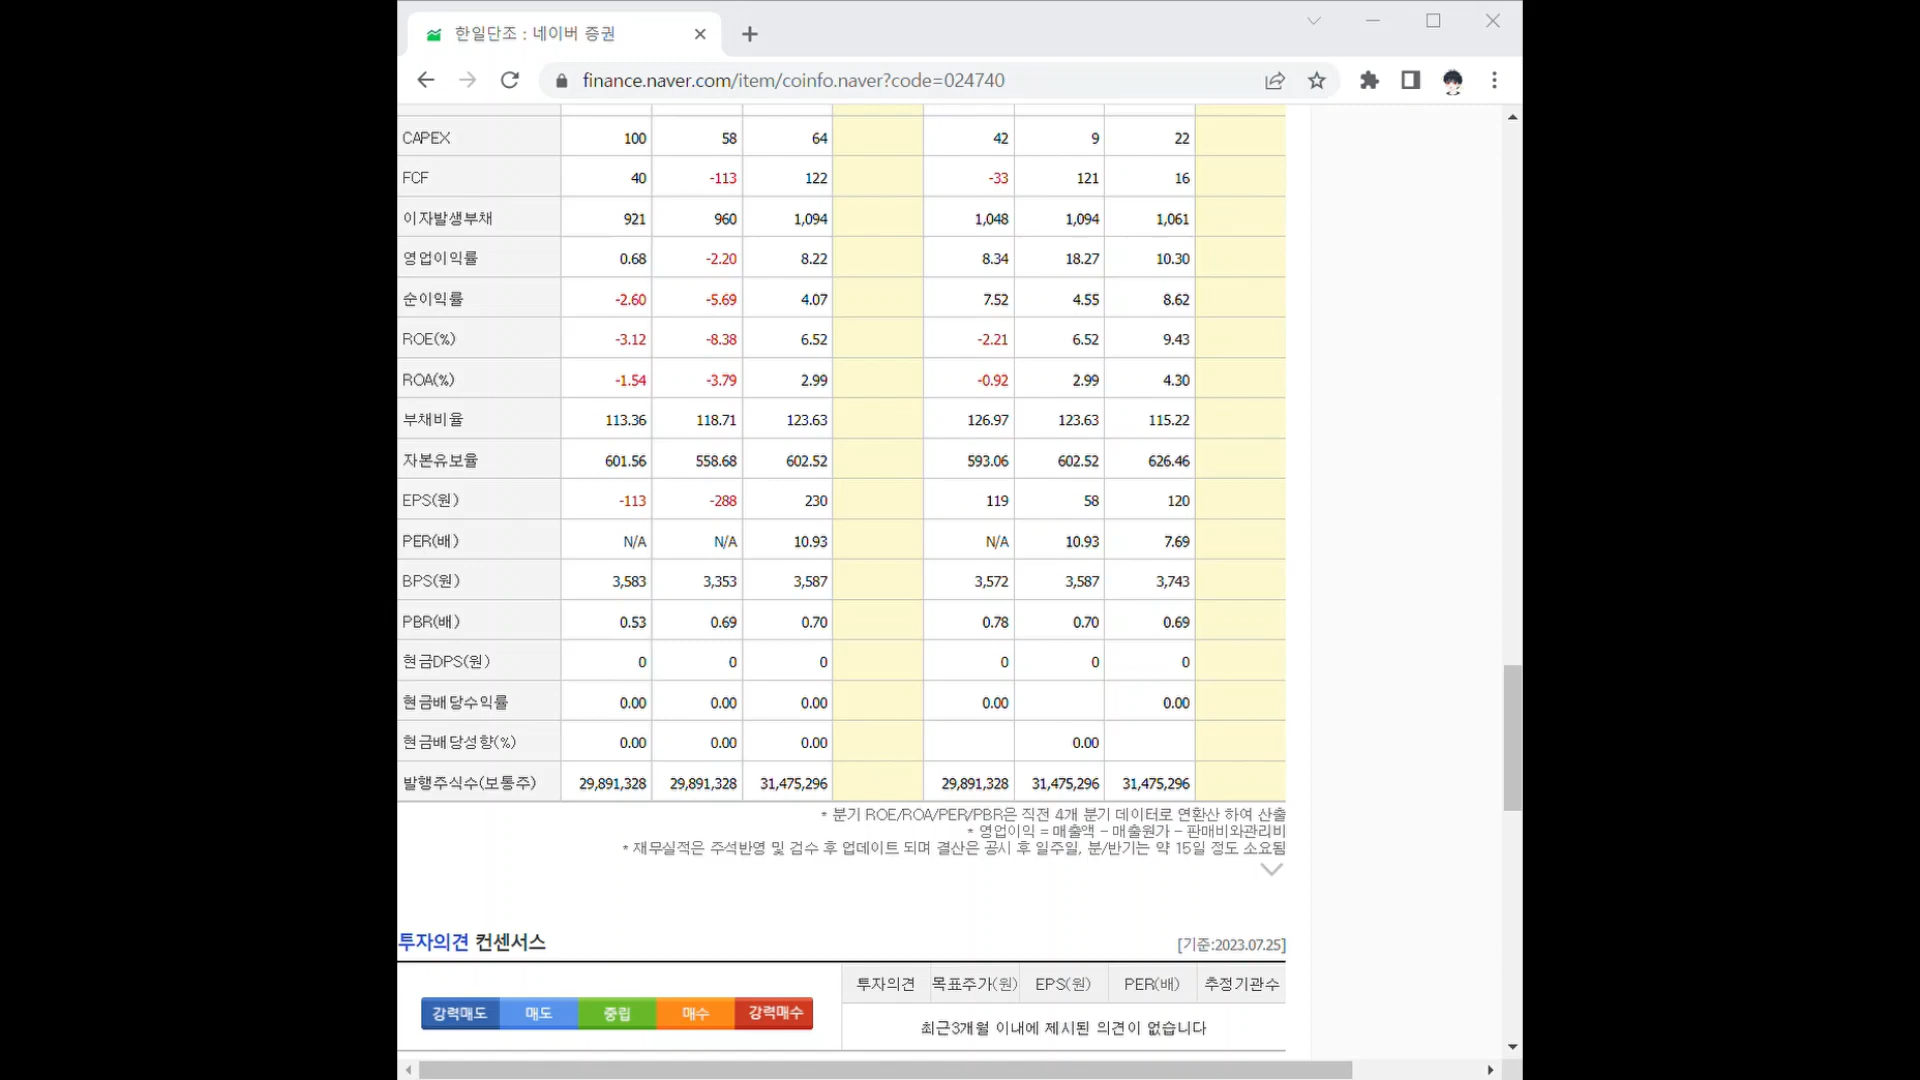 한일단조 : 네이버 증권
finance.naver.com/item/coinfo.naver?code=024740
CAPEX 100 58 64 42 9 22
FCF 40 -113 122 -33 121 16
이자발생부채 921 960 1,094 1,048 1,094 1,061
영업이익률 0.68 -2.20 8.22 8.34 18.27 10.30
순이익률 -2.60 -5.69 4.07 7.52 4.55 8.62
ROE(%) -3.12 -8.38 6.52 -2.21 6.52 9.43
ROA(%) -1.54 -3.79 2.99 -0.92 2.99 4.30
부채비율 113.36 118.71 123.63 126.97 123.63 115.22
자본유보율 601.56 558.68 602.52 593.06 602.52 626.46
EPS(원) -113 -288 230 119 58 120
PER(배) N/A N/A 10.93 N/A 10.93 7.69
BPS(원) 3,583 3,353 3,587 3,572 3,587 3,743
PBR(배) 0.53 0.69 0.70 0.78 0.70 0.69
현금DPS(원) 0 0 0 0 0 0
현금배당수익률 0.00 0.00 0.00 0.00 0.00
현금배당성향(%) 0.00 0.00 0.00 0.00
발행주식수(보통주) 29,891,328 29,891,328 31,475,296 29,891,328 31,475,296 31,475,296
* 분기 ROE/ROA/PER/PBR은 직전 4개 분기 데이터로 연환산 하여 산출
* 영업이익 = 매출액 - 매출원가 - 판매비와관리비
* 재무실적은 주석반영 및 검수 후 업데이트 되며 결산은 공시 후 일주일, 분/반기는 약 15일 정도 소요됨
투자의견 컨센서스 [기준:2023.07.25]
투자의견 목표주가(원) EPS(원) PER(배) 추정기관수
강력매도 매도 중립 매수 강력매수
최근3개월 이내에 제시된 의견이 없습니다